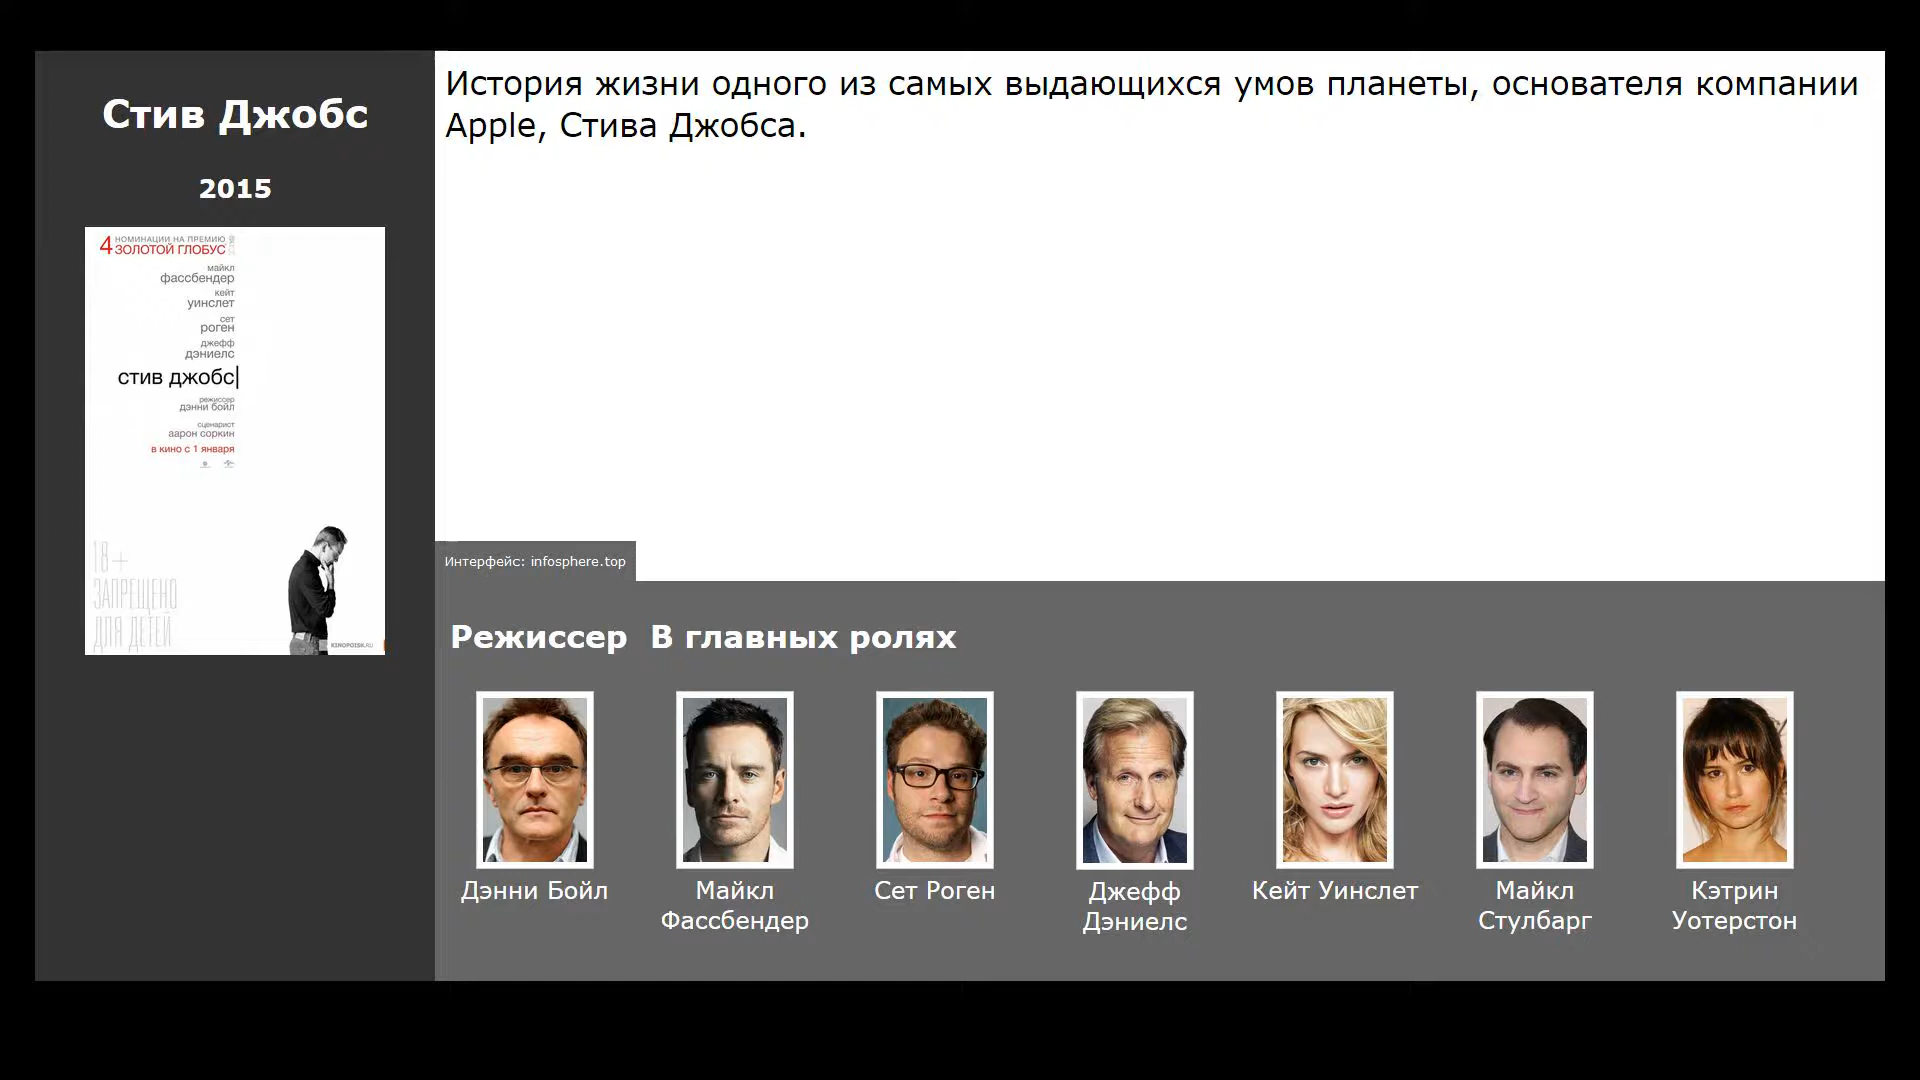 Стив Джобс
2015
4 НОМИНАЦИИ НА ПРЕМИЮ
ЗОЛОТОЙ ГЛОБУС
майкл
фассбендер
кейт
уинслет
сет
роген
джефф
дэниелс
стив джобс
режиссер
дэнни бойл
сценарист
аарон соркин
в кино с 1 января
18+
ЗАПРЕЩЕНО
ДЛЯ ДЕТЕЙ
KINOPOISK.RU
История жизни одного из самых выдающихся умов планеты, основателя компании
Apple, Стива Джобса.
Интерфейс: infosphere.top
Режиссер В главных ролях
Дэнни Бойл
Майкл
Фассбендер
Сет Роген
Джефф
Дэниелс
Кейт Уинслет
Майкл
Стулбарг
Кэтрин
Уотерстон